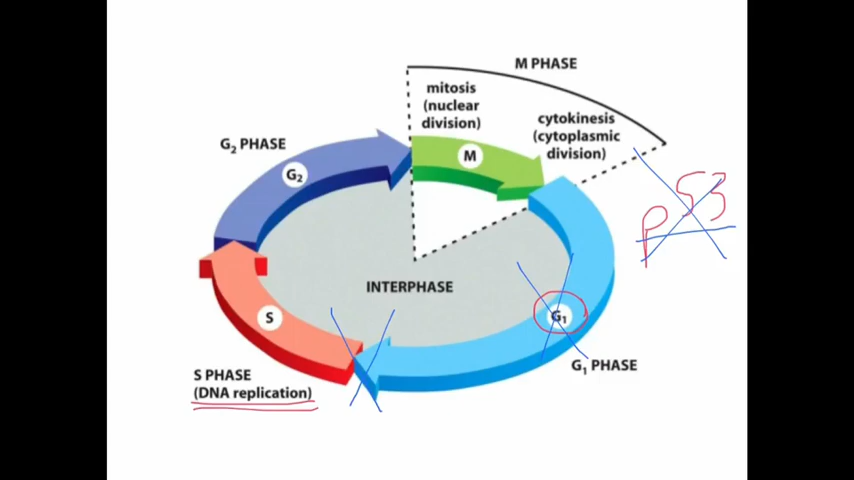 M PHASE
mitosis
(nuclear
division)
cytokinesis
(cytoplasmic
division)
G₂ PHASE
M
G₂
p53
INTERPHASE
S
G₁
G₁ PHASE
S PHASE
(DNA replication)